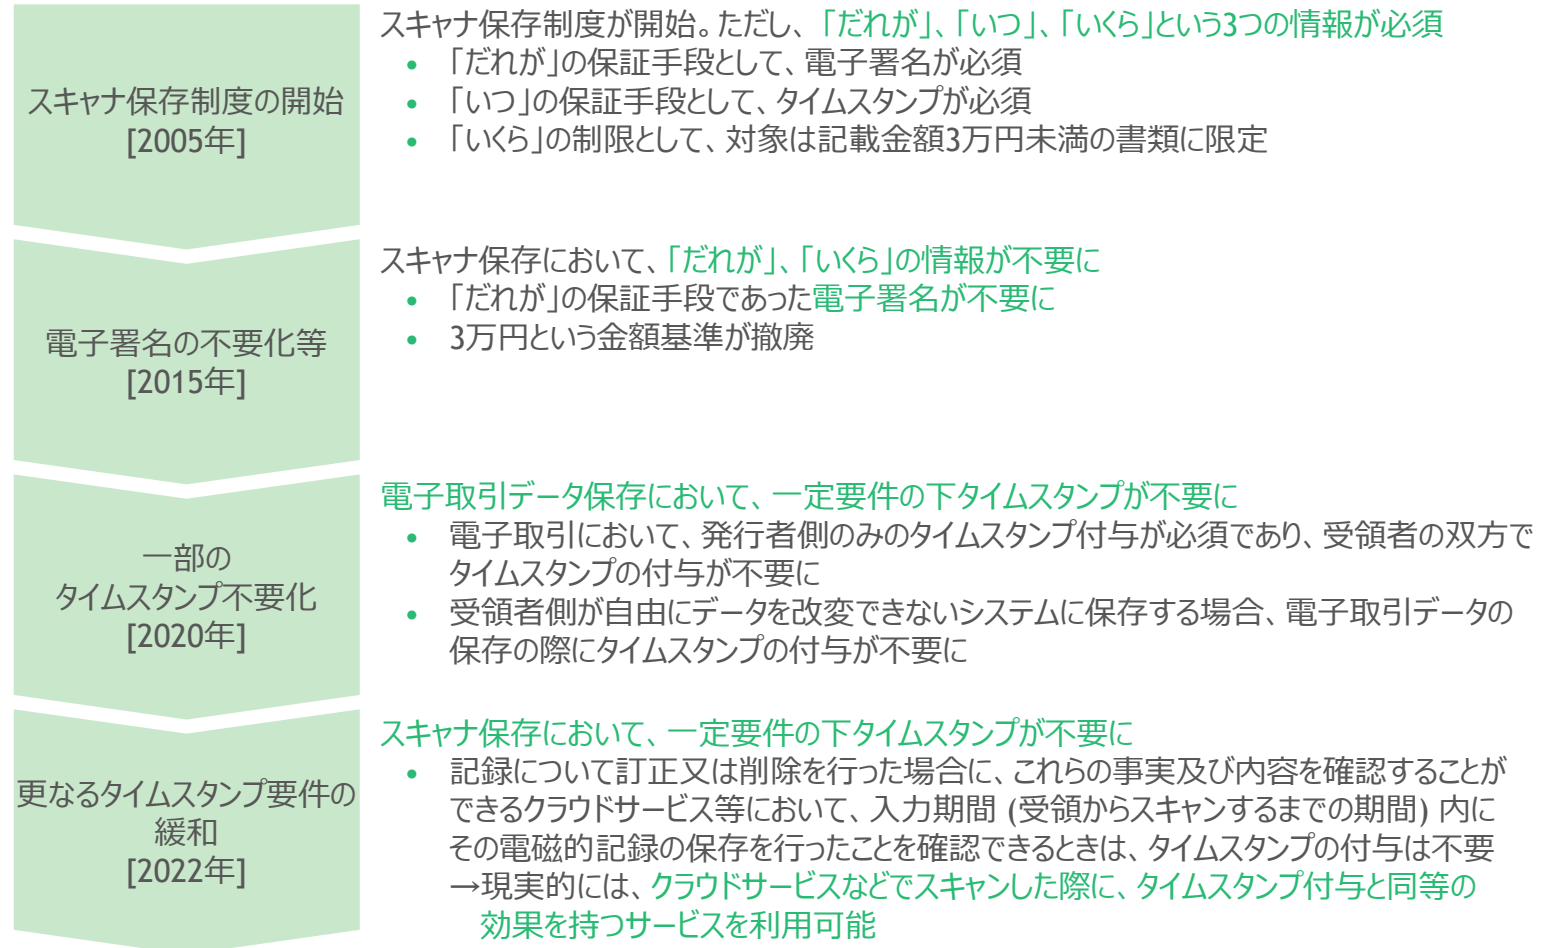 スキャナ保存制度の開始
[2005年]
スキャナ保存制度が開始。ただし、「だれが」、「いつ」、「いくら」という3つの情報が必須
• 「だれが」の保証手段として、電子署名が必須
• 「いつ」の保証手段として、タイムスタンプが必須
• 「いくら」の制限として、対象は記載金額3万円未満の書類に限定
電子署名の不要化等
[2015年]
スキャナ保存において、「だれが」、「いくら」の情報が不要に
• 「だれが」の保証手段であった電子署名が不要に
• 3万円という金額基準が撤廃
一部の
タイムスタンプ不要化
[2020年]
電子取引データ保存において、一定要件の下タイムスタンプが不要に
• 電子取引において、発行者側のみのタイムスタンプ付与が必須であり、受領者の双方で
タイムスタンプの付与が不要に
• 受領者側が自由にデータを改変できないシステムに保存する場合、電子取引データの
保存の際にタイムスタンプの付与が不要に
更なるタイムスタンプ要件の
緩和
[2022年]
スキャナ保存において、一定要件の下タイムスタンプが不要に
• 記録について訂正又は削除を行った場合に、これらの事実及び内容を確認することが
できるクラウドサービス等において、入力期間 (受領からスキャンするまでの期間) 内に
その電磁的記録の保存を行ったことを確認できるときは、タイムスタンプの付与は不要
→現実的には、クラウドサービスなどでスキャンした際に、タイムスタンプ付与と同等の
効果を持つサービスを利用可能